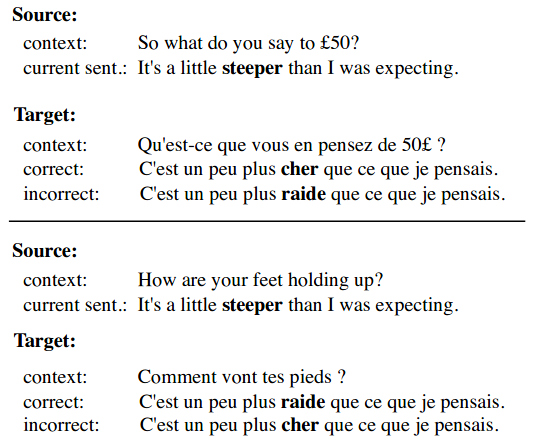 Source:
context: So what do you say to £50?
current sent.: It's a little steeper than I was expecting.
Target:
context: Qu'est-ce que vous en pensez de 50£ ?
correct: C'est un peu plus cher que ce que je pensais.
incorrect: C'est un peu plus raide que ce que je pensais.
Source:
context: How are your feet holding up?
current sent.: It's a little steeper than I was expecting.
Target:
context: Comment vont tes pieds ?
correct: C'est un peu plus raide que ce que je pensais.
incorrect: C'est un peu plus cher que ce que je pensais.